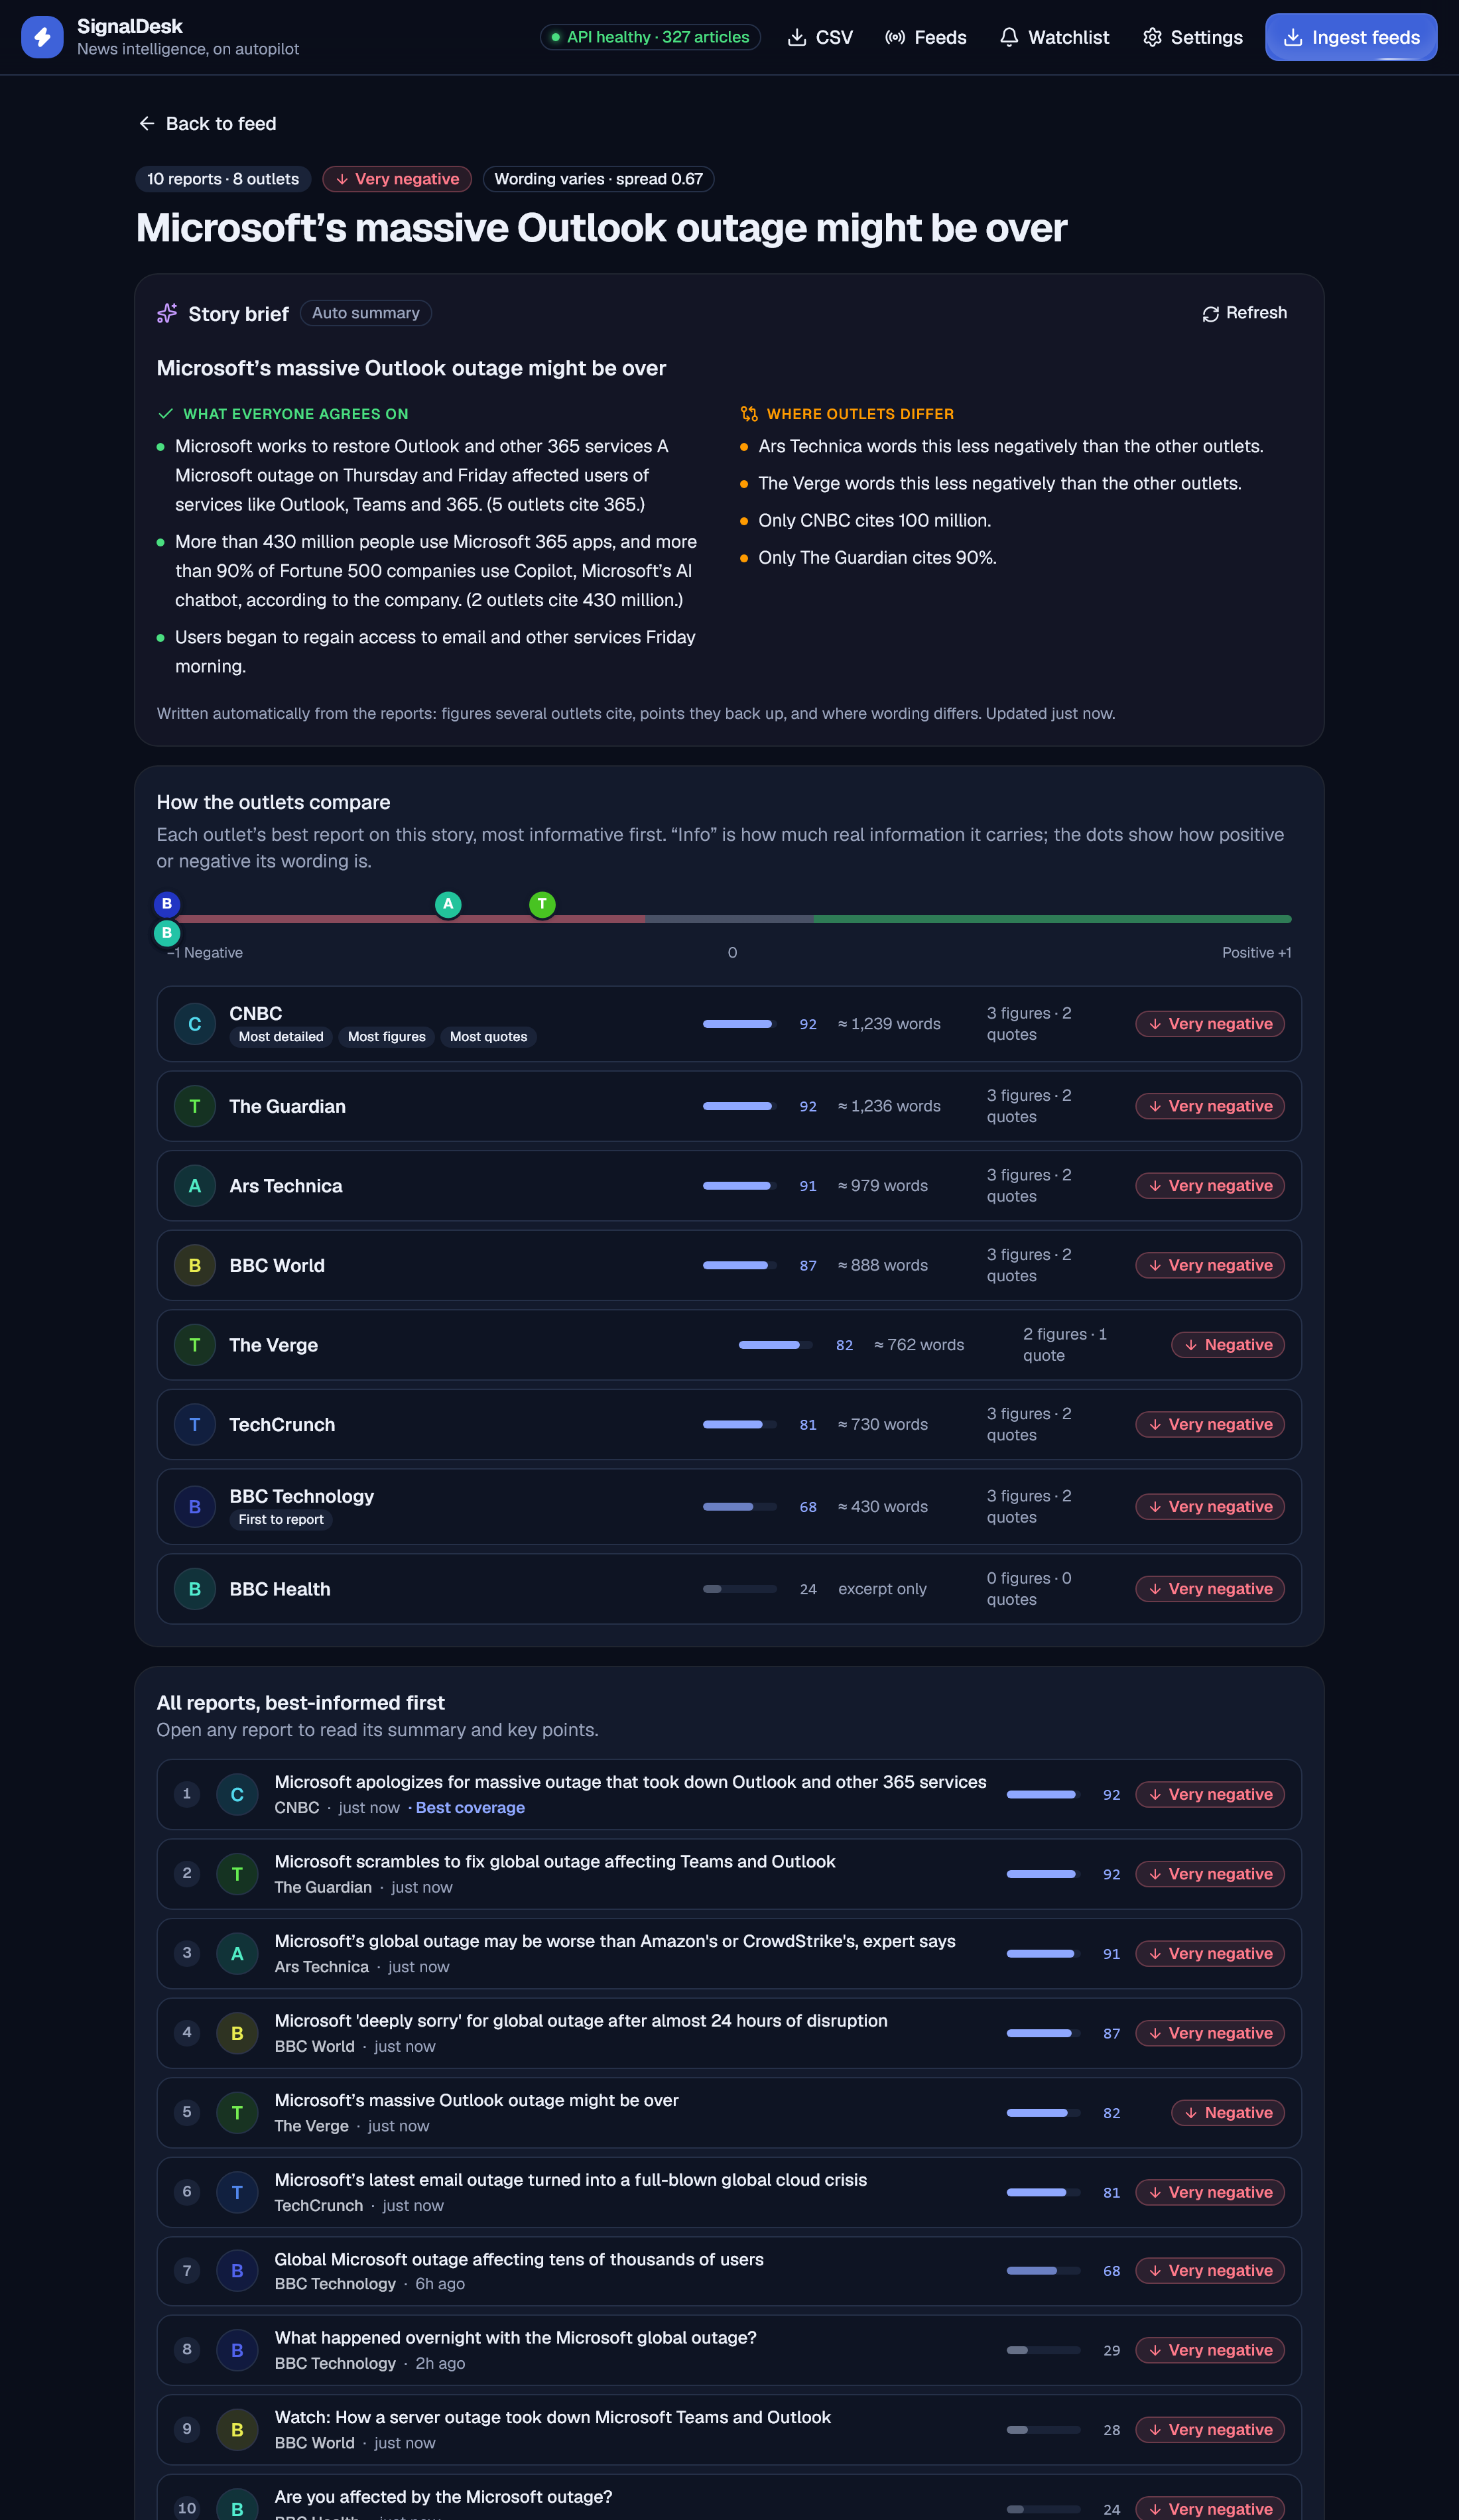 SignalDesk
News intelligence, on autopilot
API healthy · 327 articles
CSV
Feeds
Watchlist
Settings
Ingest feeds
Back to feed
10 reports · 8 outlets
Very negative
Wording varies · spread 0.67
Microsoft’s massive Outlook outage might be over
Story brief
Auto summary
Refresh
Microsoft’s massive Outlook outage might be over
WHAT EVERYONE AGREES ON
Microsoft works to restore Outlook and other 365 services A
Microsoft outage on Thursday and Friday affected users of
services like Outlook, Teams and 365. (5 outlets cite 365.)
More than 430 million people use Microsoft 365 apps, and more
than 90% of Fortune 500 companies use Copilot, Microsoft’s AI
chatbot, according to the company. (2 outlets cite 430 million.)
Users began to regain access to email and other services Friday
morning.
WHERE OUTLETS DIFFER
Ars Technica words this less negatively than the other outlets.
The Verge words this less negatively than the other outlets.
Only CNBC cites 100 million.
Only The Guardian cites 90%.
Written automatically from the reports: figures several outlets cite, points they back up, and where wording differs. Updated just now.
How the outlets compare
Each outlet’s best report on this story, most informative first. “Info” is how much real information it carries; the dots show how positive
or negative its wording is.
B
A
T
B
−1 Negative
0
Positive +1
C
CNBC
Most detailed
Most figures
Most quotes
92
≈ 1,239 words
3 figures · 2
quotes
Very negative
T
The Guardian
92
≈ 1,236 words
3 figures · 2
quotes
Very negative
A
Ars Technica
91
≈ 979 words
3 figures · 2
quotes
Very negative
B
BBC World
87
≈ 888 words
3 figures · 2
quotes
Very negative
T
The Verge
82
≈ 762 words
2 figures · 1
quote
Negative
T
TechCrunch
81
≈ 730 words
3 figures · 2
quotes
Very negative
B
BBC Technology
First to report
68
≈ 430 words
3 figures · 2
quotes
Very negative
B
BBC Health
24
excerpt only
0 figures · 0
quotes
Very negative
All reports, best-informed first
Open any report to read its summary and key points.
1
C
Microsoft apologizes for massive outage that took down Outlook and other 365 services
CNBC · just now · Best coverage
92
Very negative
2
T
Microsoft scrambles to fix global outage affecting Teams and Outlook
The Guardian · just now
92
Very negative
3
A
Microsoft’s global outage may be worse than Amazon's or CrowdStrike's, expert says
Ars Technica · just now
91
Very negative
4
B
Microsoft 'deeply sorry' for global outage after almost 24 hours of disruption
BBC World · just now
87
Very negative
5
T
Microsoft’s massive Outlook outage might be over
The Verge · just now
82
Negative
6
T
Microsoft’s latest email outage turned into a full-blown global cloud crisis
TechCrunch · just now
81
Very negative
7
B
Global Microsoft outage affecting tens of thousands of users
BBC Technology · 6h ago
68
Very negative
8
B
What happened overnight with the Microsoft global outage?
BBC Technology · 2h ago
29
Very negative
9
B
Watch: How a server outage took down Microsoft Teams and Outlook
BBC World · just now
28
Very negative
10
B
Are you affected by the Microsoft outage?
BBC Health · just now
24
Very negative